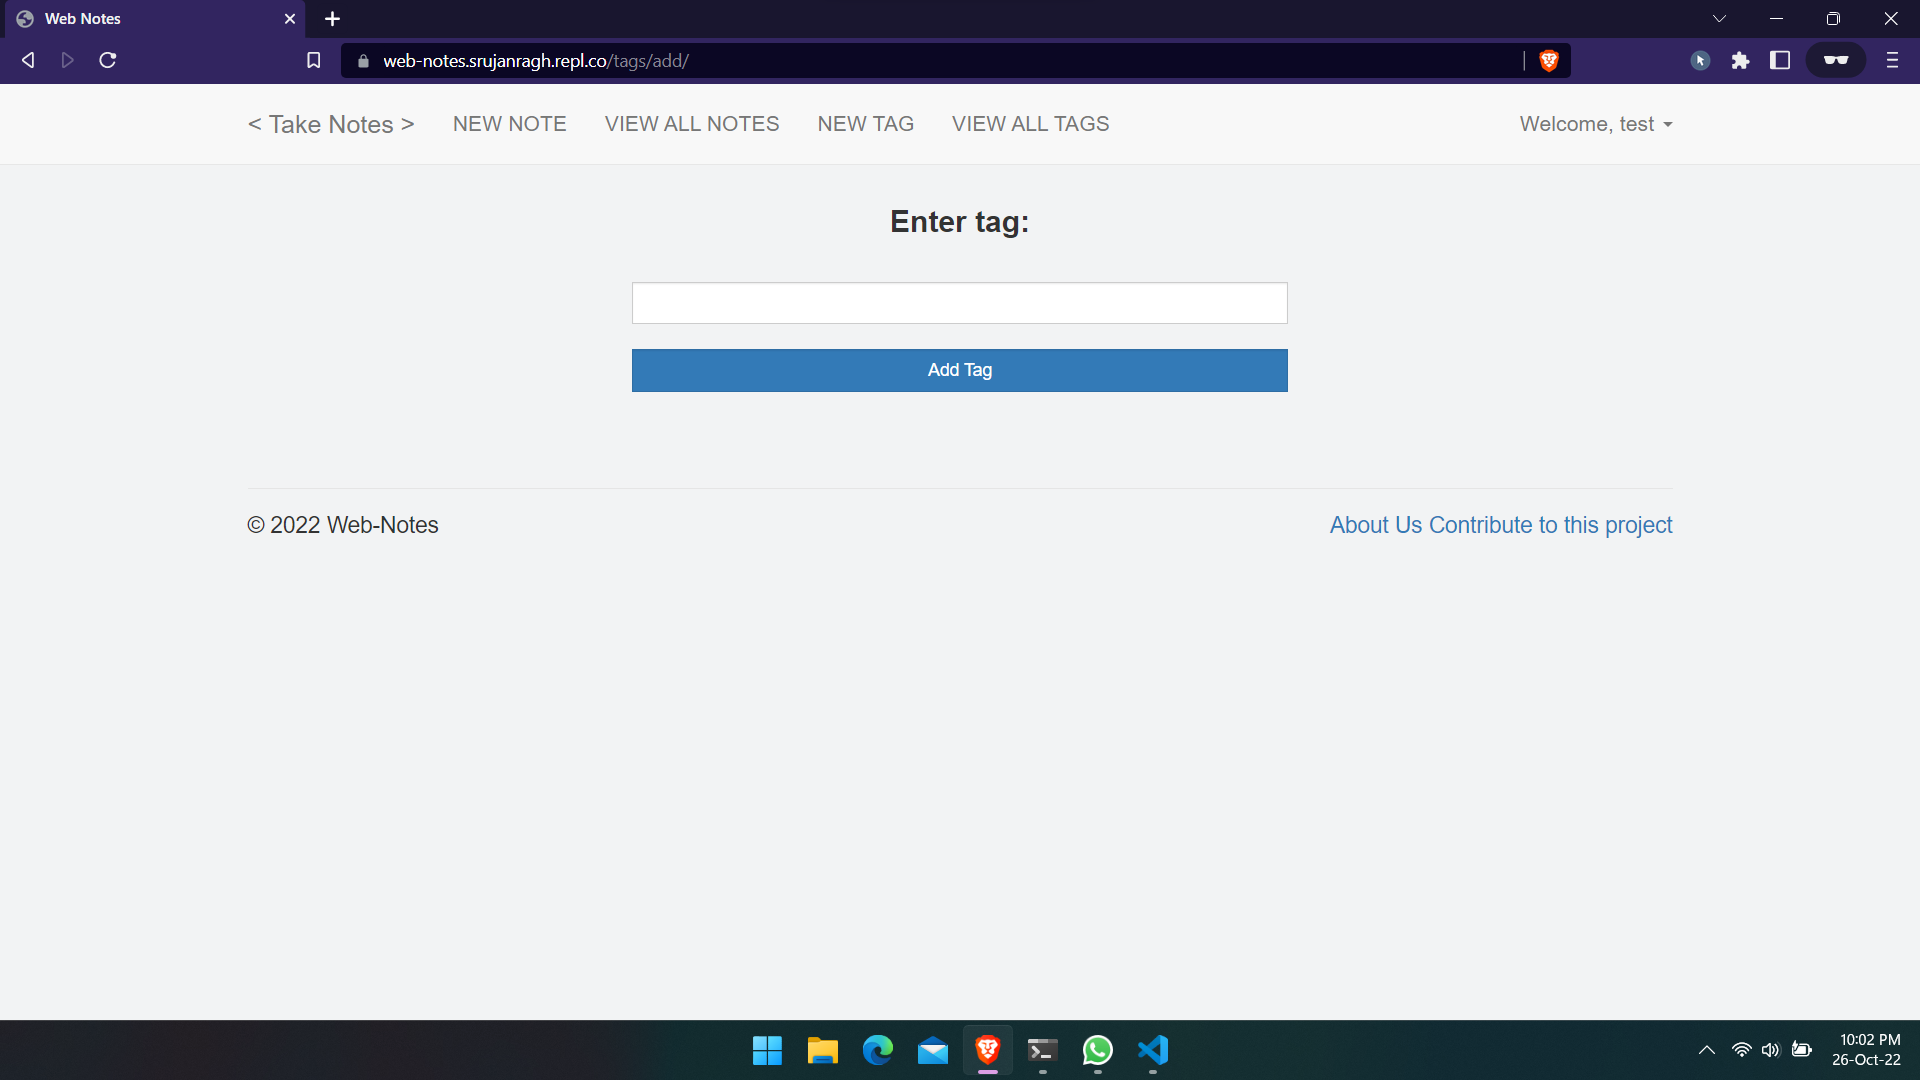 Web Notes
web-notes.srujanragh.repl.co/tags/add/
< Take Notes > NEW NOTE VIEW ALL NOTES NEW TAG VIEW ALL TAGS Welcome, test
Enter tag:
Add Tag
© 2022 Web-Notes About Us Contribute to this project
10:02 PM
26-Oct-22